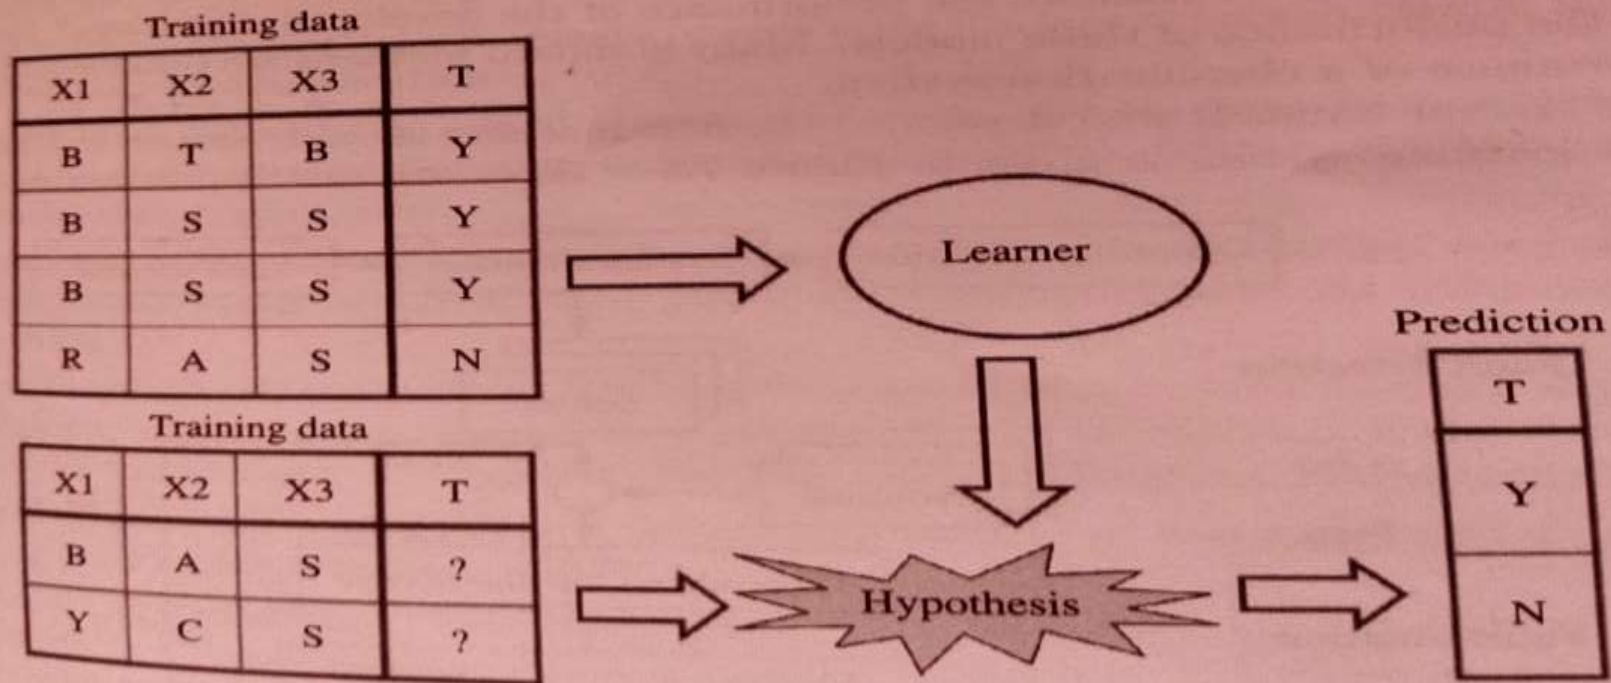 Training data
X1 X2 X3 T
B T B Y
B S S Y
B S S Y
R A S N
Learner
Training data
X1 X2 X3 T
B A S ?
Y C S ?
Hypothesis
Prediction
T
Y
N